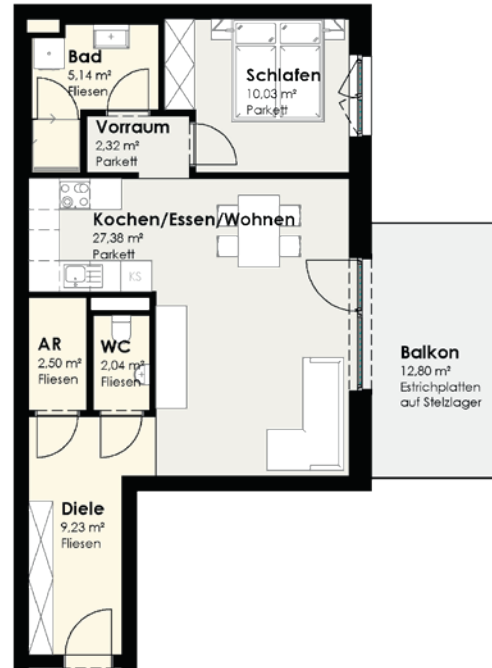 Bad
5,14 m²
Fliesen
Schlafen
10,03 m²
Parkett
Vorraum
2,32 m²
Parkett
Kochen/Essen/Wohnen
27,38 m²
Parkett
KS
AR
2,50 m²
Fliesen
WC
2,04 m²
Fliesen
Balkon
12,80 m²
Estrichplatten
auf Stelzlager
Diele
9,23 m²
Fliesen